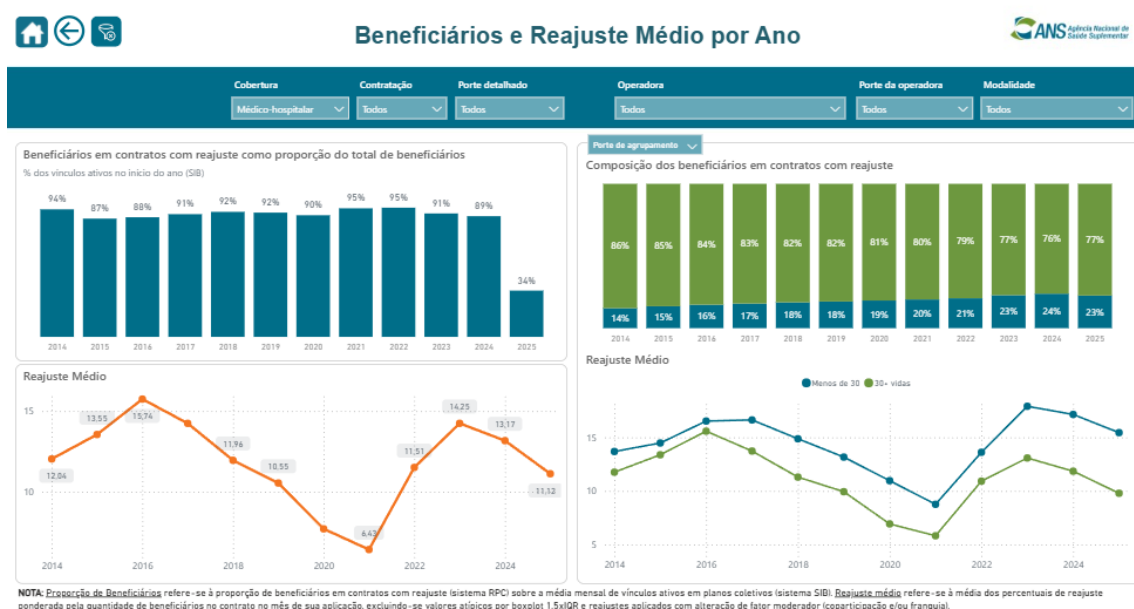 Beneficiários e Reajuste Médio por Ano
ANS Agência Nacional de Saúde Suplementar
Cobertura
Médico-hospitalar
Contratação
Todos
Porte detalhado
Todos
Operadora
Todos
Porte da operadora
Todos
Modalidade
Todos
Beneficiários em contratos com reajuste como proporção do total de beneficiários
% dos vínculos ativos no início do ano (SIB)
94% 87% 88% 91% 92% 92% 90% 95% 95% 91% 89% 34%
2014 2015 2016 2017 2018 2019 2020 2021 2022 2023 2024 2025
Porte de agrupamento
Composição dos beneficiários em contratos com reajuste
86% 85% 84% 83% 82% 82% 81% 80% 79% 77% 76% 77%
14% 15% 16% 17% 18% 18% 19% 20% 21% 23% 24% 23%
2014 2015 2016 2017 2018 2019 2020 2021 2022 2023 2024 2025
Reajuste Médio
15
10
12,04 13,55 15,74 11,96 10,55 6,43 11,51 14,25 13,17 11,12
2014 2016 2018 2020 2022 2024
Reajuste Médio
Menos de 30 30+ vidas
15
10
5
2014 2016 2018 2020 2022 2024
NOTA: Proporção de Beneficiários refere-se à proporção de beneficiários em contratos com reajuste (sistema RPC) sobre a média mensal de vínculos ativos em planos coletivos (sistema SIB). Reajuste médio refere-se à média dos percentuais de reajuste
ponderada pela quantidade de beneficiários no contrato no mês de sua aplicação, excluindo-se valores atípicos por boxplot 1.5xIQR e reajustes aplicados com alteração de fator moderador (coparticipação e/ou franquia).